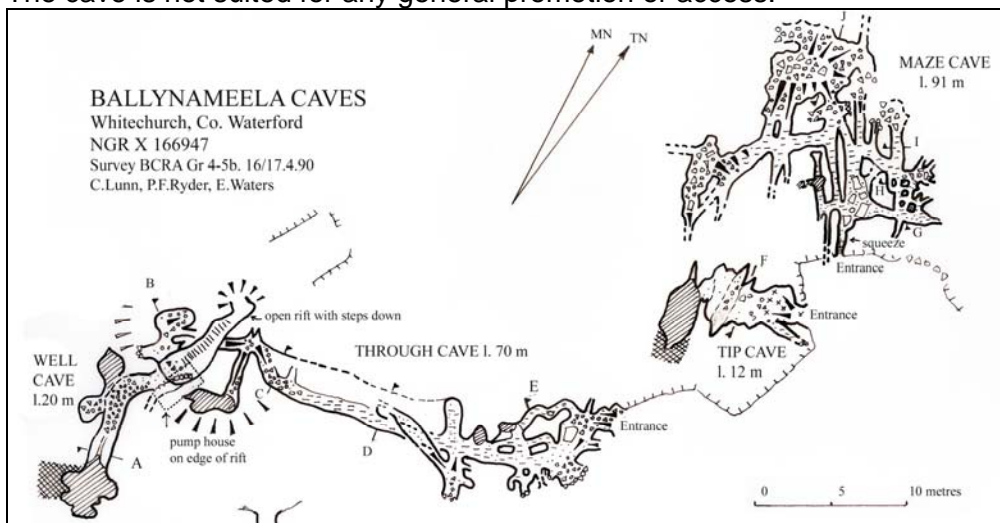 The cave is not suited for any general promotion or access.
BALLYNAMEELA CAVES
Whitechurch, Co. Waterford
NGR X 166947
Survey BCRA Gr 4-5b. 16/17.4.90
C.Lunn, P.F.Ryder, E.Waters
MN
TN
J
MAZE CAVE
l. 91 m
I
H
G
squeeze
Entrance
F
Entrance
TIP CAVE
l. 12 m
B
open rift with steps down
WELL
CAVE
l.20 m
THROUGH CAVE l. 70 m
E
C
Entrance
pump house
on edge of rift
A
D
0 5 10 metres